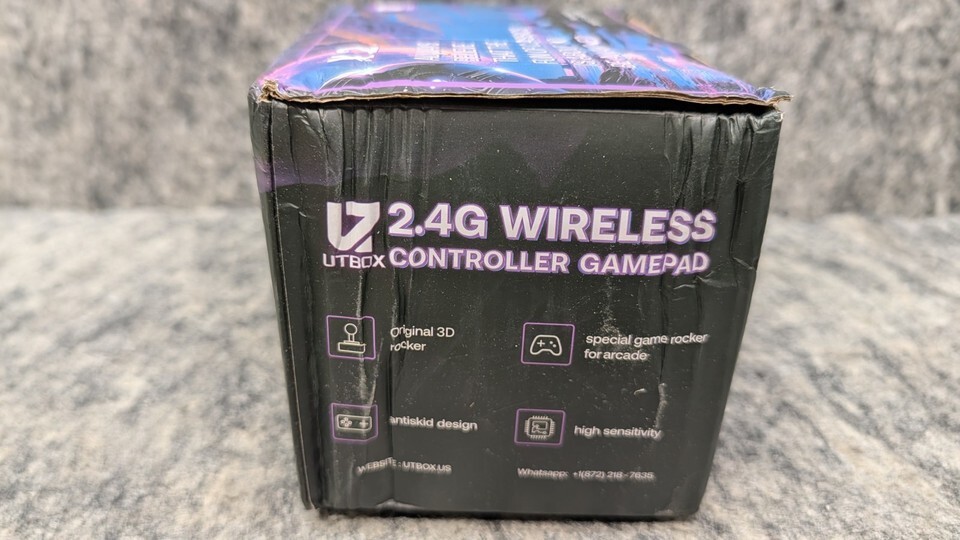 UTBOX
2.4G WIRELESS
CONTROLLER GAMEPAD
original 3D
rocker
special game rocker
for arcade
antiskid design
high sensitivity
WEBSITE : UTBOX.US
Whatsapp: +1(872) 218-7635